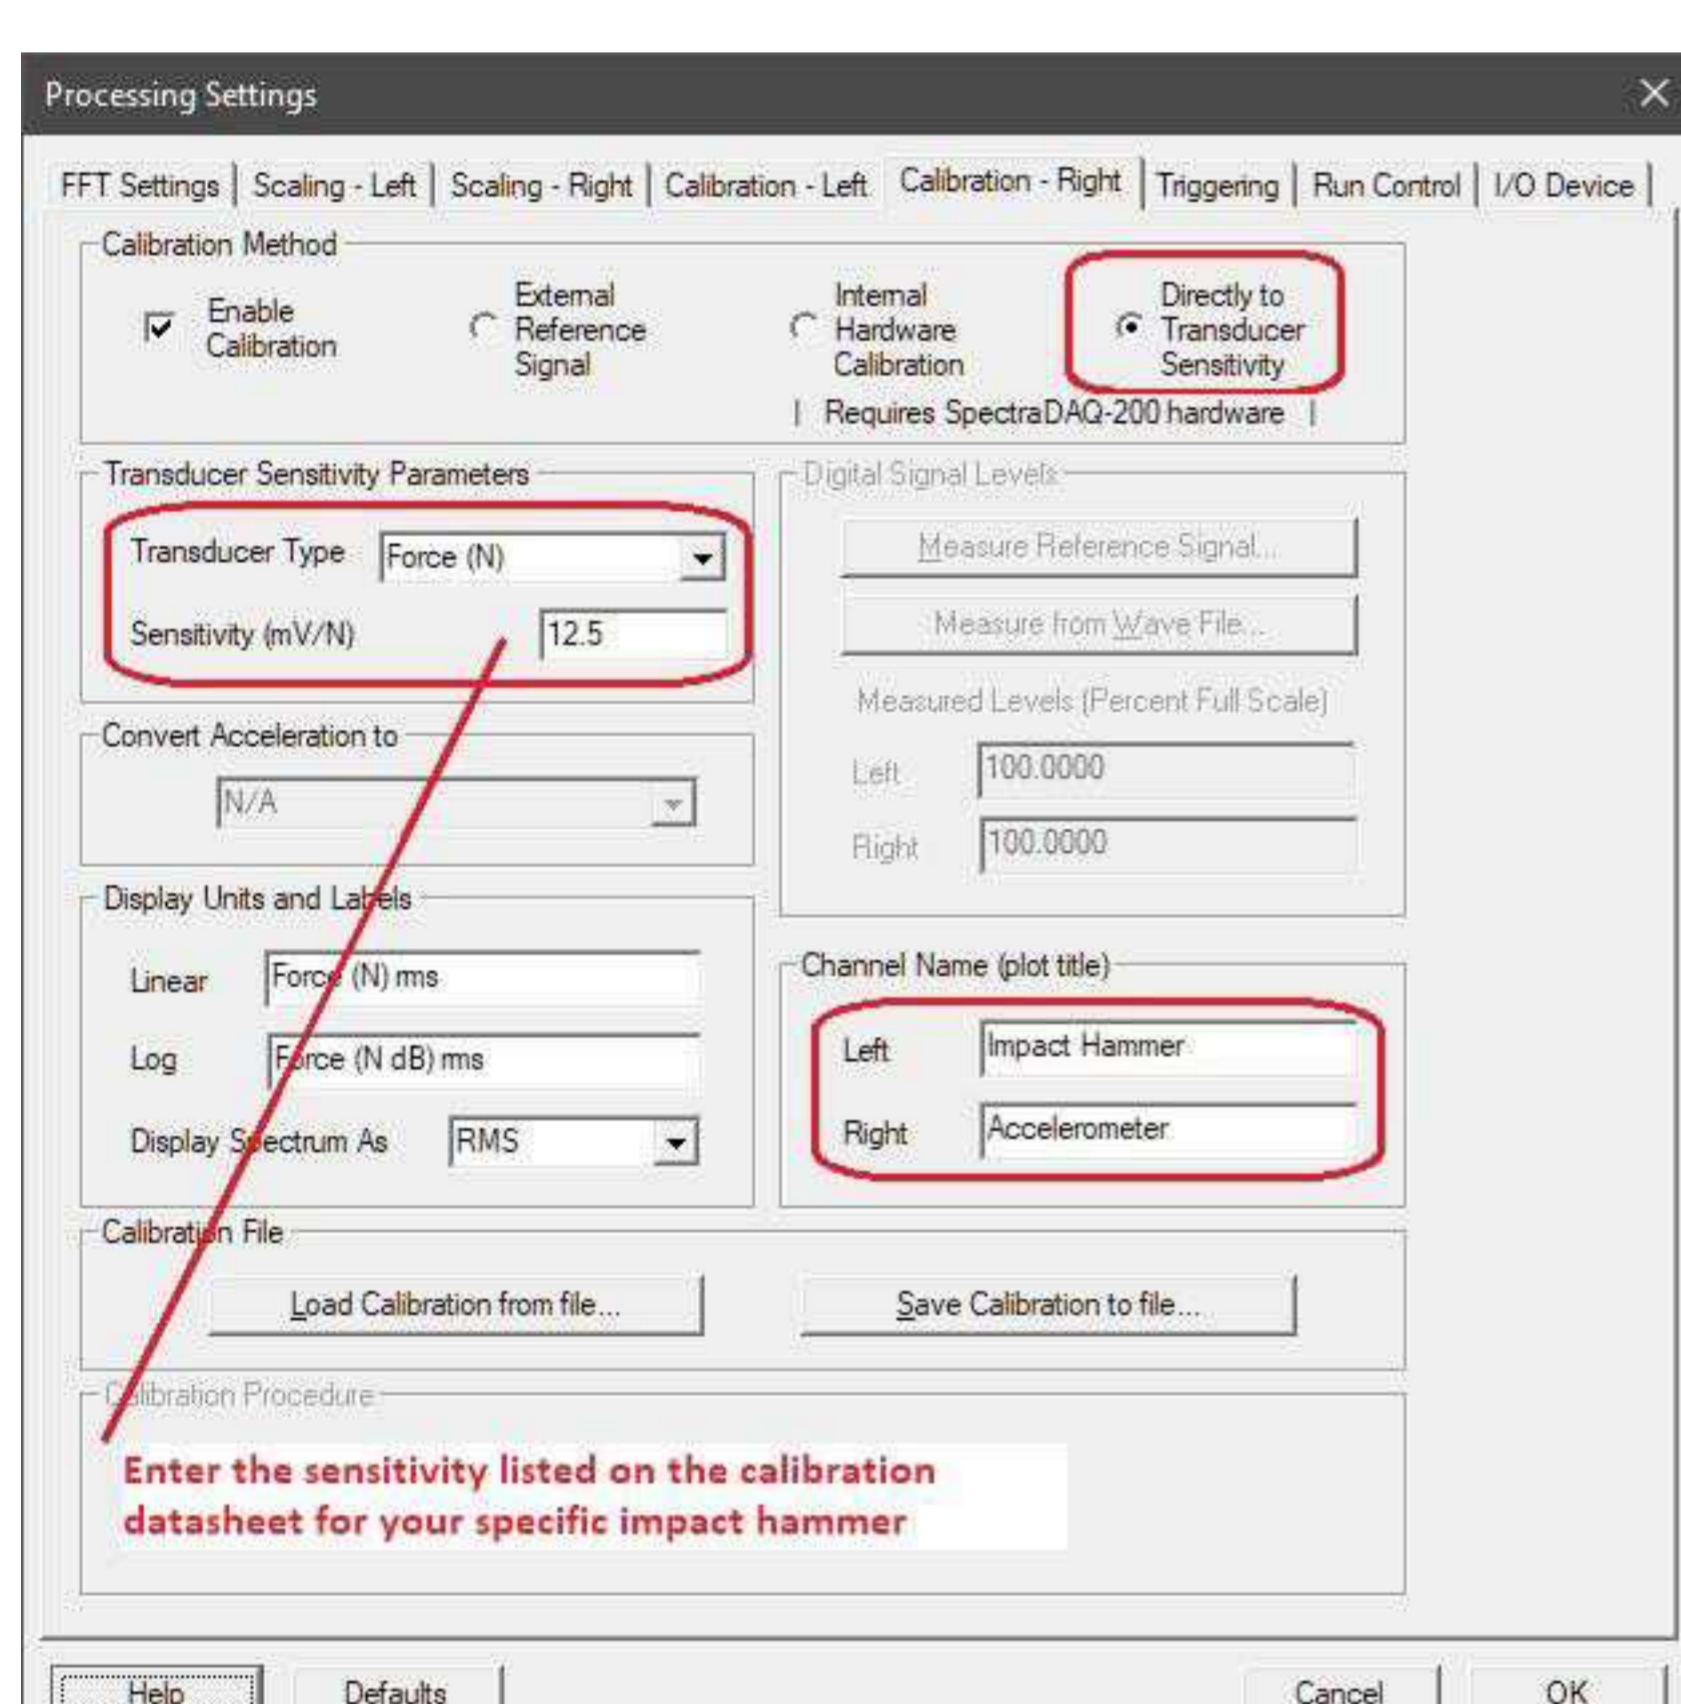 Processing Settings
FFT Settings
Scaling - Left
Scaling - Right
Calibration - Left
Calibration - Right
Triggering
Run Control
I/O Device
Calibration Method
Enable
Calibration
External
Reference
Signal
Internal
Hardware
Calibration
Directly to
Transducer
Sensitivity
| Requires SpectraDAQ-200 hardware |
Transducer Sensitivity Parameters
Transducer Type
Force (N)
Sensitivity (mV/N)
12.5
Digital Signal Levels
Measure Reference Signal...
Measure from Wave File...
Measured Levels (Percent Full Scale)
Left
100.0000
Right
100.0000
Convert Acceleration to
N/A
Display Units and Labels
Linear
Force (N) rms
Log
Force (N dB) rms
Display Spectrum As
RMS
Channel Name (plot title)
Left
Impact Hammer
Right
Accelerometer
Calibration File
Load Calibration from file...
Save Calibration to file...
Calibration Procedure
Enter the sensitivity listed on the calibration
datasheet for your specific impact hammer
Help
Defaults
Cancel
OK